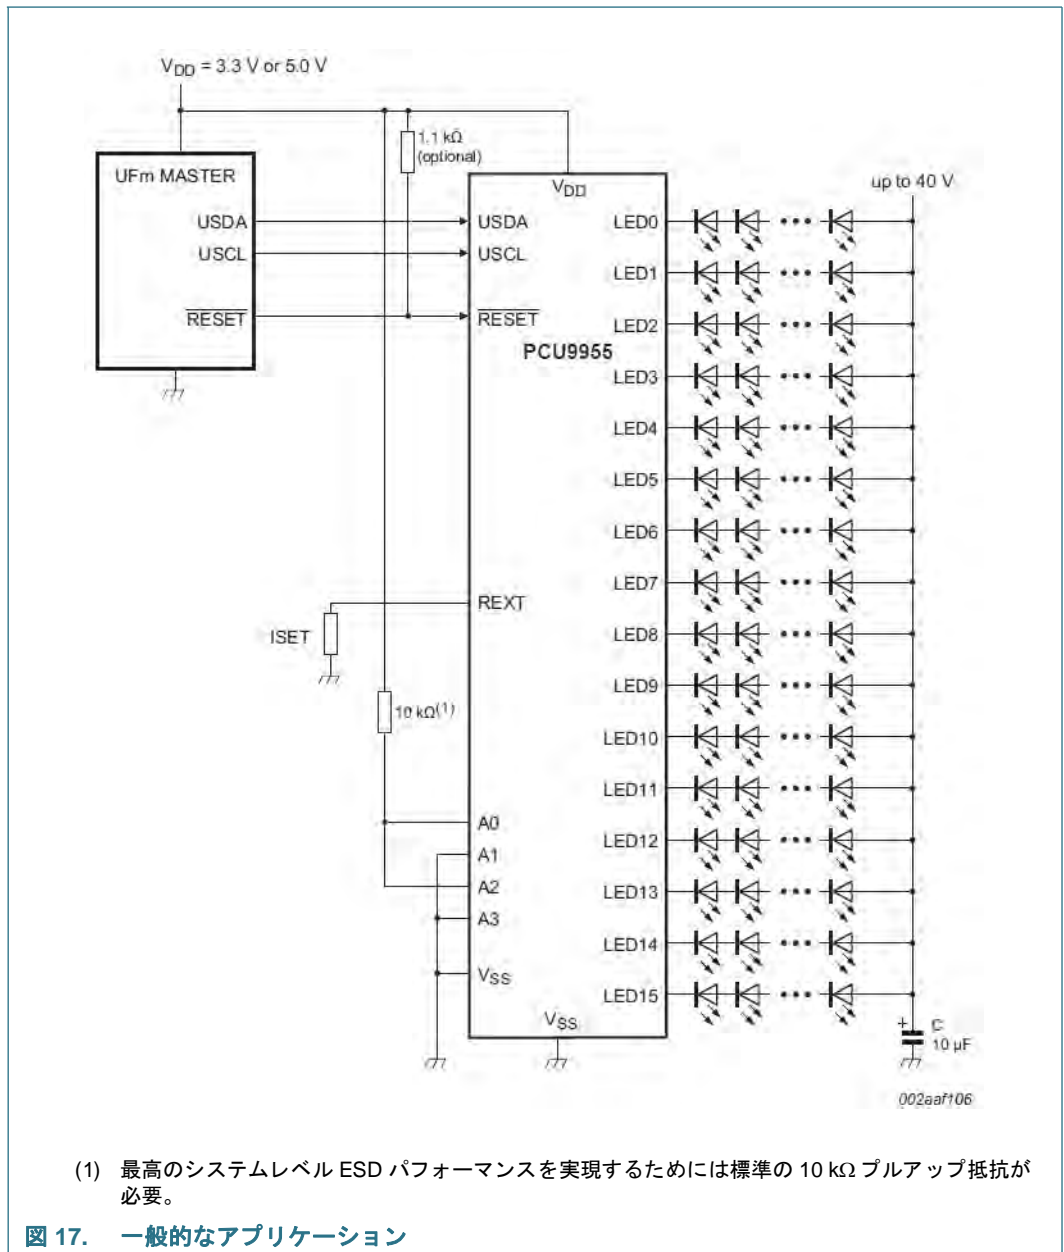 VDD = 3.3 V or 5.0 V
1.1 kΩ
(optional)
UFm MASTER
USDA
USCL
RESET
VDD
USDA
USCL
RESET
PCU9955
REXT
ISET
10 kΩ(1)
A0
A1
A2
A3
VSS
VSS
LED0
LED1
LED2
LED3
LED4
LED5
LED6
LED7
LED8
LED9
LED10
LED11
LED12
LED13
LED14
LED15
up to 40 V
+
C
10 μF
002aaf106
(1) 最高のシステムレベル ESD パフォーマンスを実現するためには標準の 10 kΩ プルアップ抵抗が
必要。
図 17. 一般的なアプリケーション